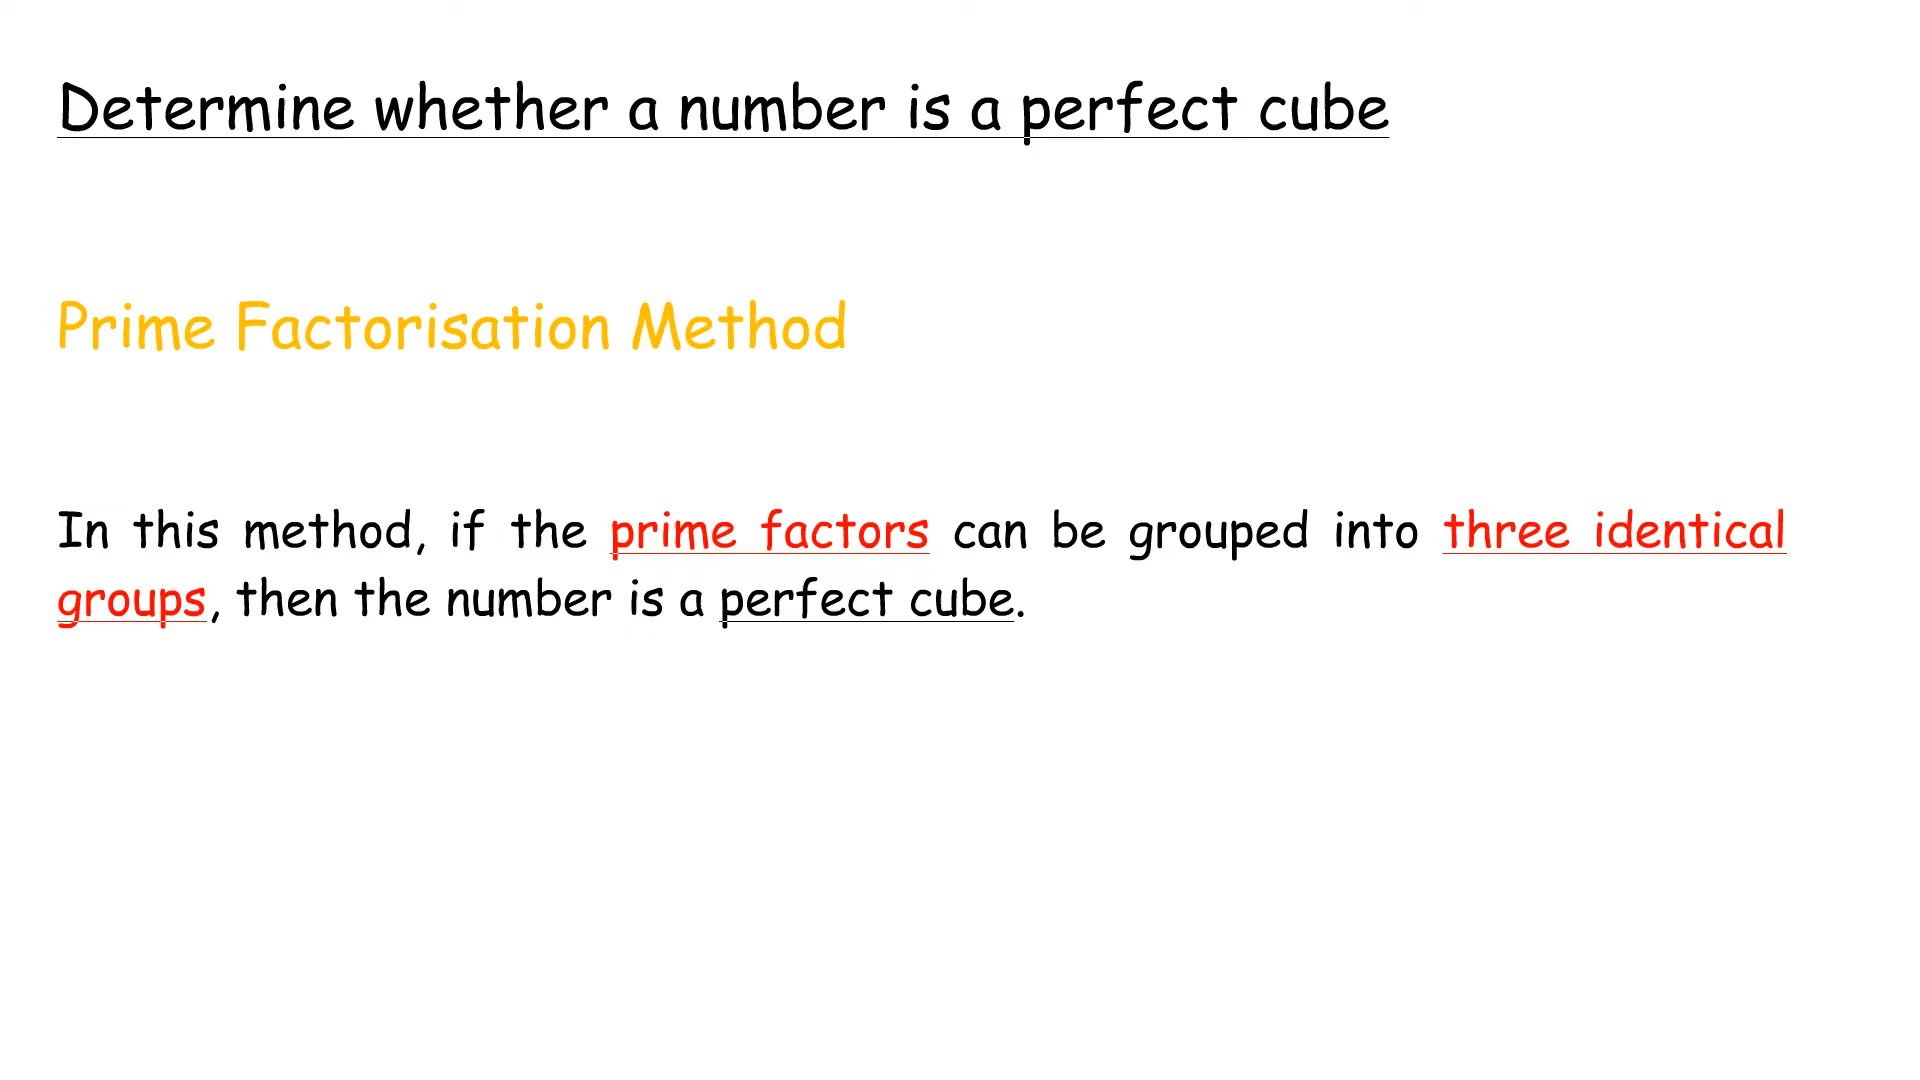 Determine whether a number is a perfect cube
Prime Factorisation Method
In this method, if the prime factors can be grouped into three identical
groups, then the number is a perfect cube.